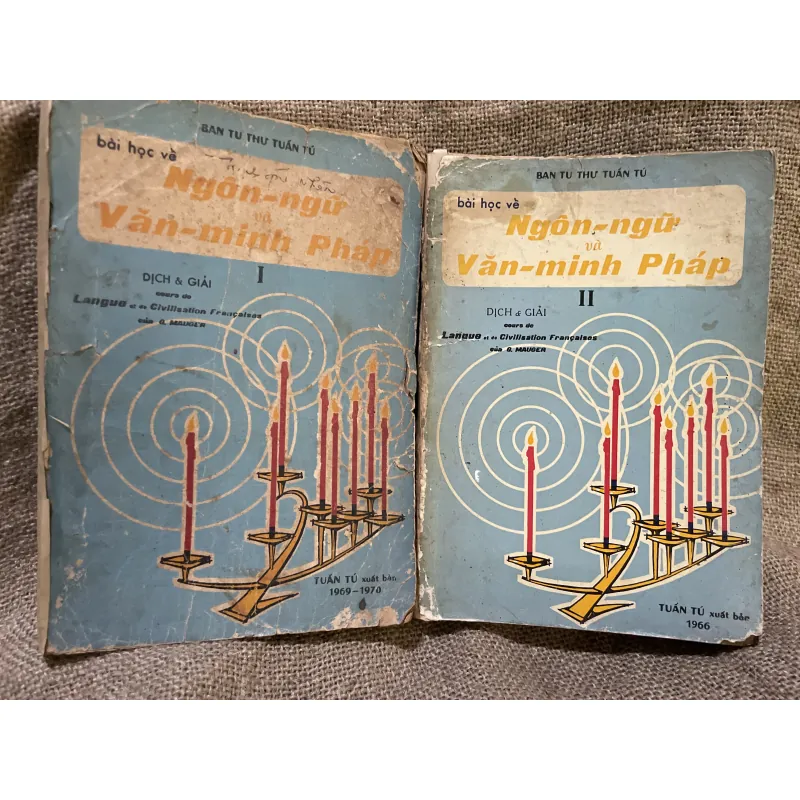 BAN TU THƯ TUẤN TÚ
bài học về
Ngôn-ngữ
và
Văn-minh Pháp
I
DỊCH & GIẢI
cours de
Langue et de Civilisation Françaises
của G. MAUGER
TUẤN TÚ xuất bản
1969-1970
BAN TU THƯ TUẤN TÚ
bài học về
Ngôn-ngữ
và
Văn-minh Pháp
II
DỊCH & GIẢI
cours de
Langue et de Civilisation Françaises
của G. MAUGER
TUẤN TÚ xuất bản
1966